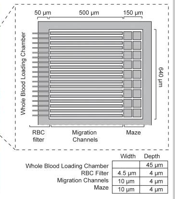 50 μm 500 μm 150 μm
Whole Blood Loading Chamber
640 μm
RBC filter
Migration Channels
Maze
Width Depth
Whole Blood Loading Chamber 45 μm
RBC Filter 4.5 μm 4 μm
Migration Channels 10 μm 4 μm
Maze 10 μm 4 μm